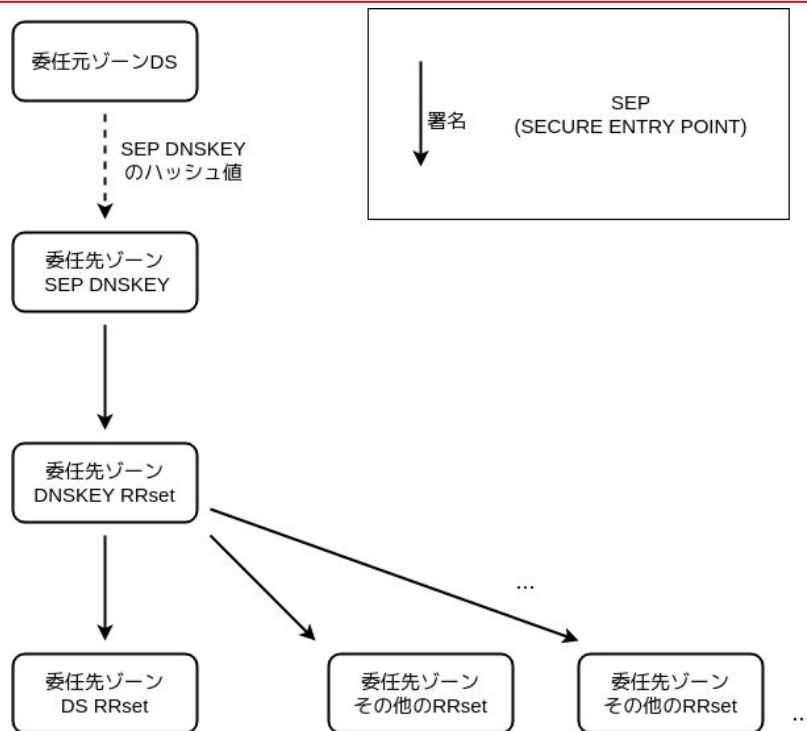 委任元ゾーンDS
署名
SEP
(SECURE ENTRY POINT)
SEP DNSKEY
のハッシュ値
委任先ゾーン
SEP DNSKEY
委任先ゾーン
DNSKEY RRset
...
委任先ゾーン
DS RRset
委任先ゾーン
その他のRRset
委任先ゾーン
その他のRRset
...